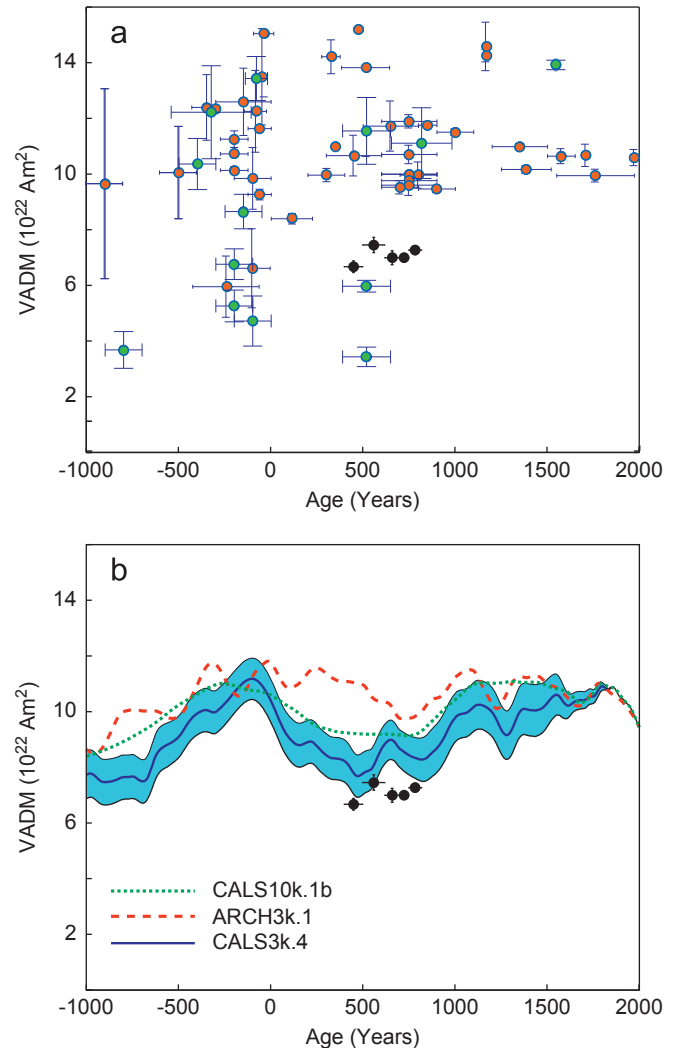 a
14
10
6
2
VADM (10²² Am²)
-1000 -500 0 500 1000 1500 2000
Age (Years)
b
14
10
6
2
VADM (10²² Am²)
CALS10k.1b
ARCH3k.1
CALS3k.4
-1000 -500 0 500 1000 1500 2000
Age (Years)